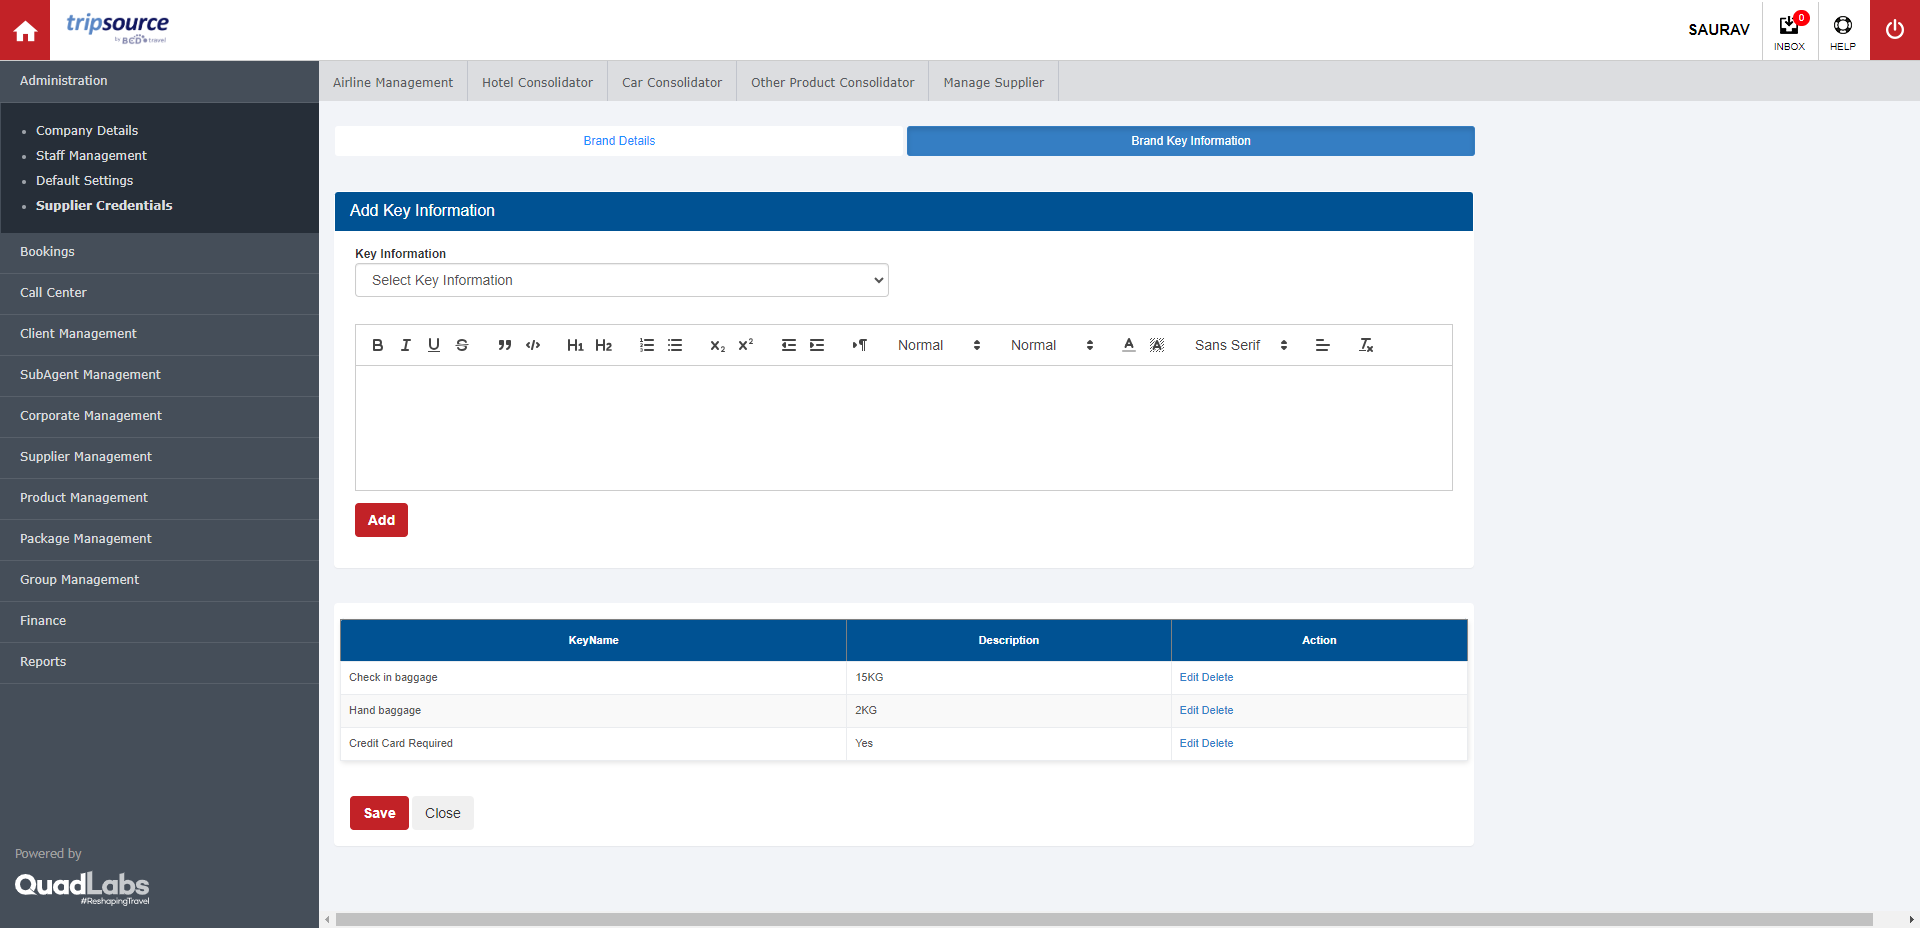 tripsource
by BCD travel
SAURAV
0
INBOX
HELP
Administration
Company Details
Staff Management
Default Settings
Supplier Credentials
Bookings
Call Center
Client Management
SubAgent Management
Corporate Management
Supplier Management
Product Management
Package Management
Group Management
Finance
Reports
Powered by
QuadLabs
#ReshapingTravel
Airline Management
Hotel Consolidator
Car Consolidator
Other Product Consolidator
Manage Supplier
Brand Details
Brand Key Information
Add Key Information
Key Information
Select Key Information
B I U S H1 H2 X2 X2 Normal Normal A A Sans Serif Tx
Add
KeyName Description Action
Check in baggage 15KG Edit Delete
Hand baggage 2KG Edit Delete
Credit Card Required Yes Edit Delete
Save Close